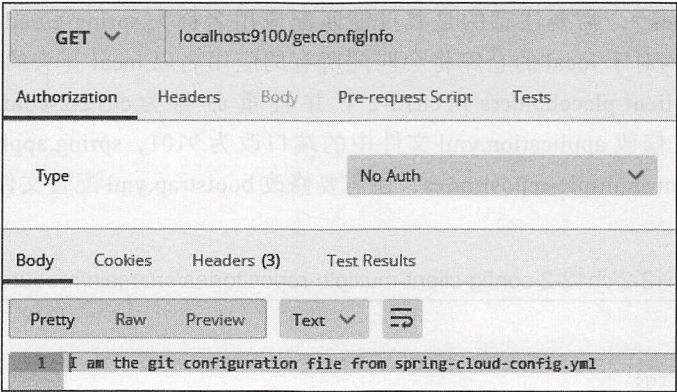 GET localhost:9100/getConfigInfo
Authorization Headers Body Pre-request Script Tests
Type No Auth
Body Cookies Headers (3) Test Results
Pretty Raw Preview Text
1 I am the git configuration file from spring-cloud-config.yml